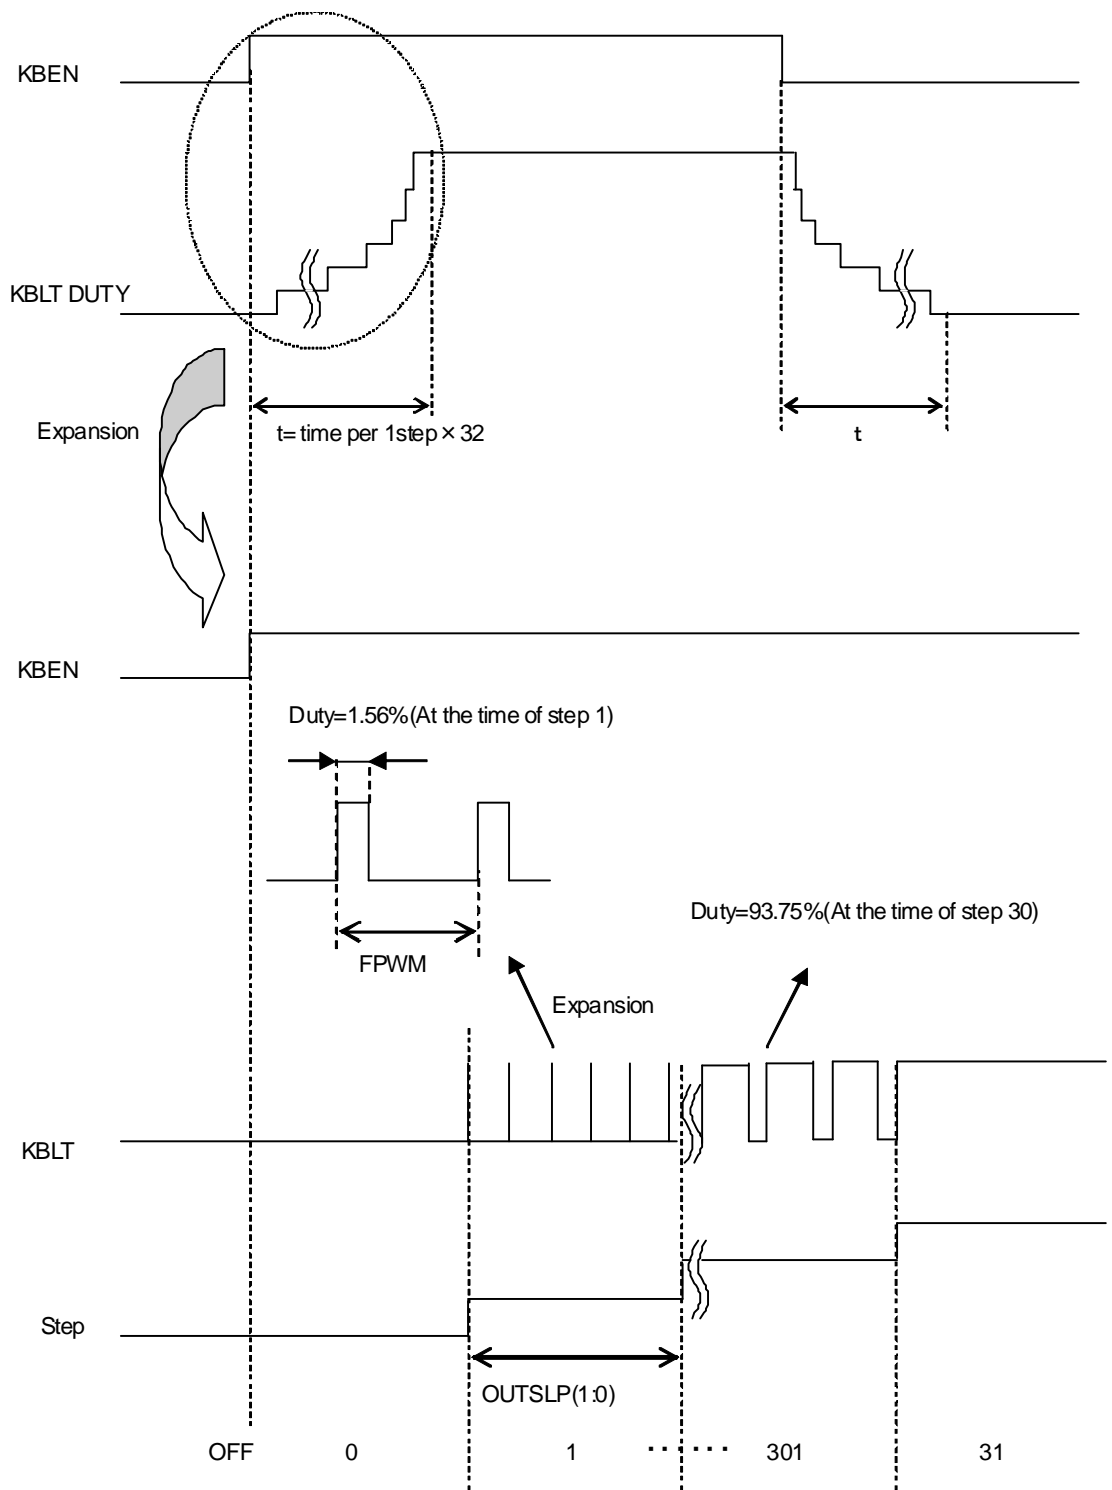 KBEN
KBLT DUTY
Expansion
t= time per 1step × 32
t
KBEN
Duty=1.56%(At the time of step 1)
Duty=93.75%(At the time of step 30)
FPWM
Expansion
KBLT
Step
OUTSLP(1:0)
OFF 0 1 ······ 301 31